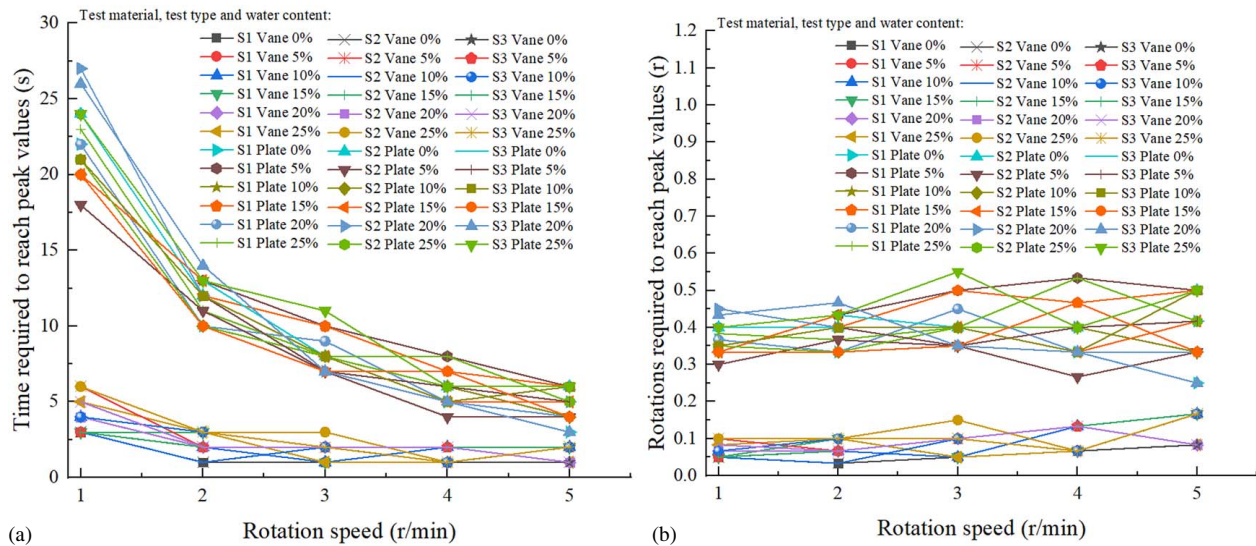 Test material, test type and water content:
S1 Vane 0% S2 Vane 0% S3 Vane 0%
S1 Vane 5% S2 Vane 5% S3 Vane 5%
S1 Vane 10% S2 Vane 10% S3 Vane 10%
S1 Vane 15% S2 Vane 15% S3 Vane 15%
S1 Vane 20% S2 Vane 20% S3 Vane 20%
S1 Vane 25% S2 Vane 25% S3 Vane 25%
S1 Plate 0% S2 Plate 0% S3 Plate 0%
S1 Plate 5% S2 Plate 5% S3 Plate 5%
S1 Plate 10% S2 Plate 10% S3 Plate 10%
S1 Plate 15% S2 Plate 15% S3 Plate 15%
S1 Plate 20% S2 Plate 20% S3 Plate 20%
S1 Plate 25% S2 Plate 25% S3 Plate 25%
Time required to reach peak values (s)
30
25
20
15
10
5
0
1 2 3 4 5
Rotation speed (r/min)
(a)
Test material, test type and water content:
S1 Vane 0% S2 Vane 0% S3 Vane 0%
S1 Vane 5% S2 Vane 5% S3 Vane 5%
S1 Vane 10% S2 Vane 10% S3 Vane 10%
S1 Vane 15% S2 Vane 15% S3 Vane 15%
S1 Vane 20% S2 Vane 20% S3 Vane 20%
S1 Vane 25% S2 Vane 25% S3 Vane 25%
S1 Plate 0% S2 Plate 0% S3 Plate 0%
S1 Plate 5% S2 Plate 5% S3 Plate 5%
S1 Plate 10% S2 Plate 10% S3 Plate 10%
S1 Plate 15% S2 Plate 15% S3 Plate 15%
S1 Plate 20% S2 Plate 20% S3 Plate 20%
S1 Plate 25% S2 Plate 25% S3 Plate 25%
Rotations required to reach peak values (r)
1.2
1.1
1.0
0.9
0.8
0.7
0.6
0.5
0.4
0.3
0.2
0.1
0.0
1 2 3 4 5
Rotation speed (r/min)
(b)